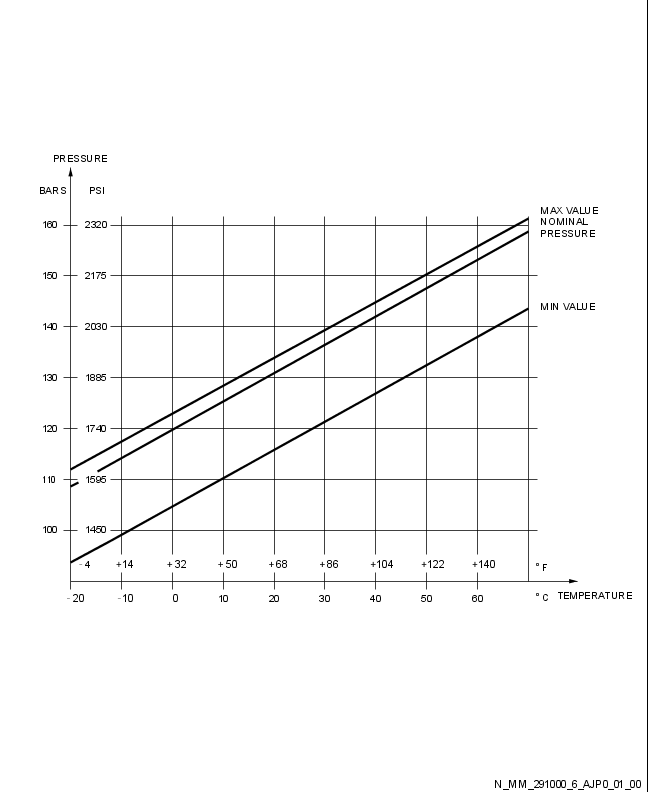 PRESSURE
BARS PSI
MAX VALUE
NOMINAL
PRESSURE
160 2320
150 2175
MIN VALUE
140 2030
130 1885
120 1740
110 1595
100 1450
-4 +14 +32 +50 +68 +86 +104 +122 +140 °F
-20 -10 0 10 20 30 40 50 60 °C TEMPERATURE
N_MM_291000_6_AJP0_01_00